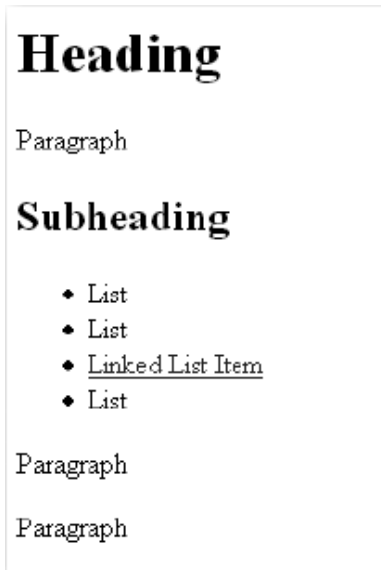 Heading
Paragraph
Subheading
List
List
Linked List Item
List
Paragraph
Paragraph